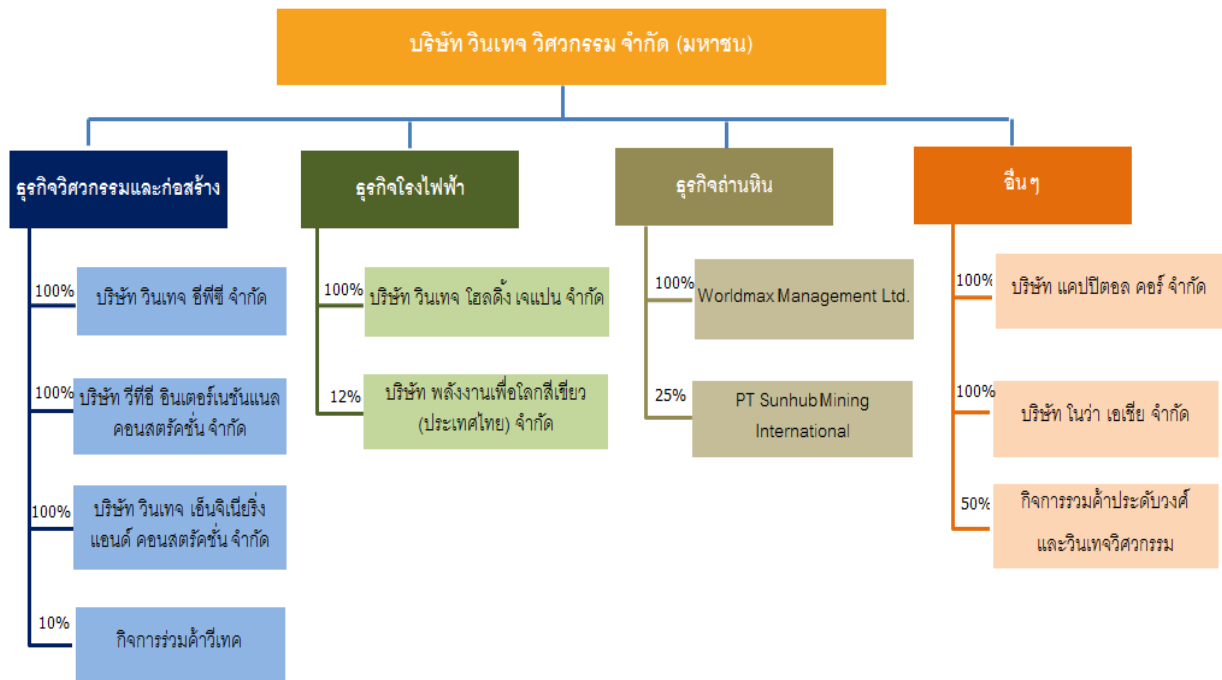 บริษัท วินเทจ วิศวกรรม จำกัด (มหาชน)
ธุรกิจวิศวกรรมและก่อสร้าง
100%
บริษัท วินเทจ อีพีซี จำกัด
100%
บริษัท วีทีอี อินเตอร์เนชันแนล
คอนสตรัคชั่น จำกัด
100%
บริษัท วินเทจ เอ็นจิเนียริ่ง
แอนด์ คอนสตรัคชั่น จำกัด
10%
กิจการร่วมค้าวีเทค
ธุรกิจโรงไฟฟ้า
100%
บริษัท วินเทจ โฮลดิ้ง เจแปน จำกัด
12%
บริษัท พลังงานเพื่อโลกสีเขียว
(ประเทศไทย) จำกัด
ธุรกิจถ่านหิน
100%
Worldmax Management Ltd.
25%
PT Sunhub Mining
International
อื่น ๆ
100%
บริษัท แคปปิตอล คอร์ จำกัด
100%
บริษัท โนว่า เอเชีย จำกัด
50%
กิจการรวมค้าประดับวงศ์
และวินเทจวิศวกรรม